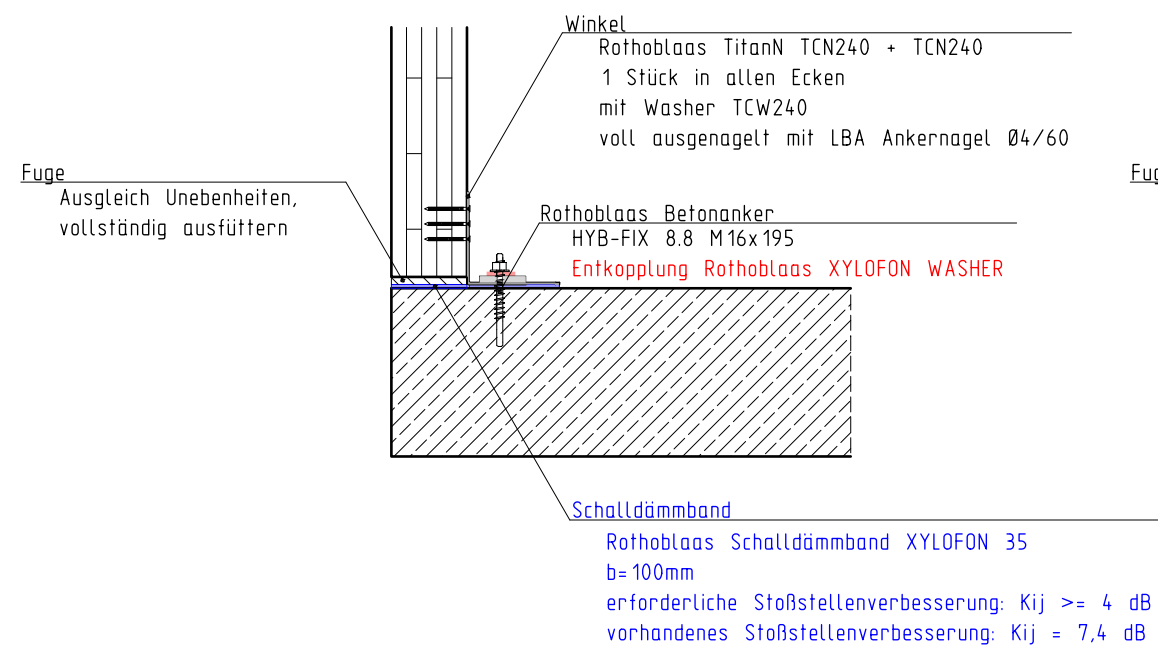 Winkel
Rothoblaas TitanN TCN240 + TCN240
1 Stück in allen Ecken
mit Washer TCW240
voll ausgenagelt mit LBA Ankernagel Ø4/60
Fuge
Ausgleich Unebenheiten,
vollständig ausfüttern
Fug
Rothoblaas Betonanker
HYB-FIX 8.8 M16x195
Entkopplung Rothoblaas XYLOFON WASHER
Schalldämmband
Rothoblaas Schalldämmband XYLOFON 35
b=100mm
erforderliche Stoßstellenverbesserung: Kij >= 4 dB
vorhandenes Stoßstellenverbesserung: Kij = 7,4 dB